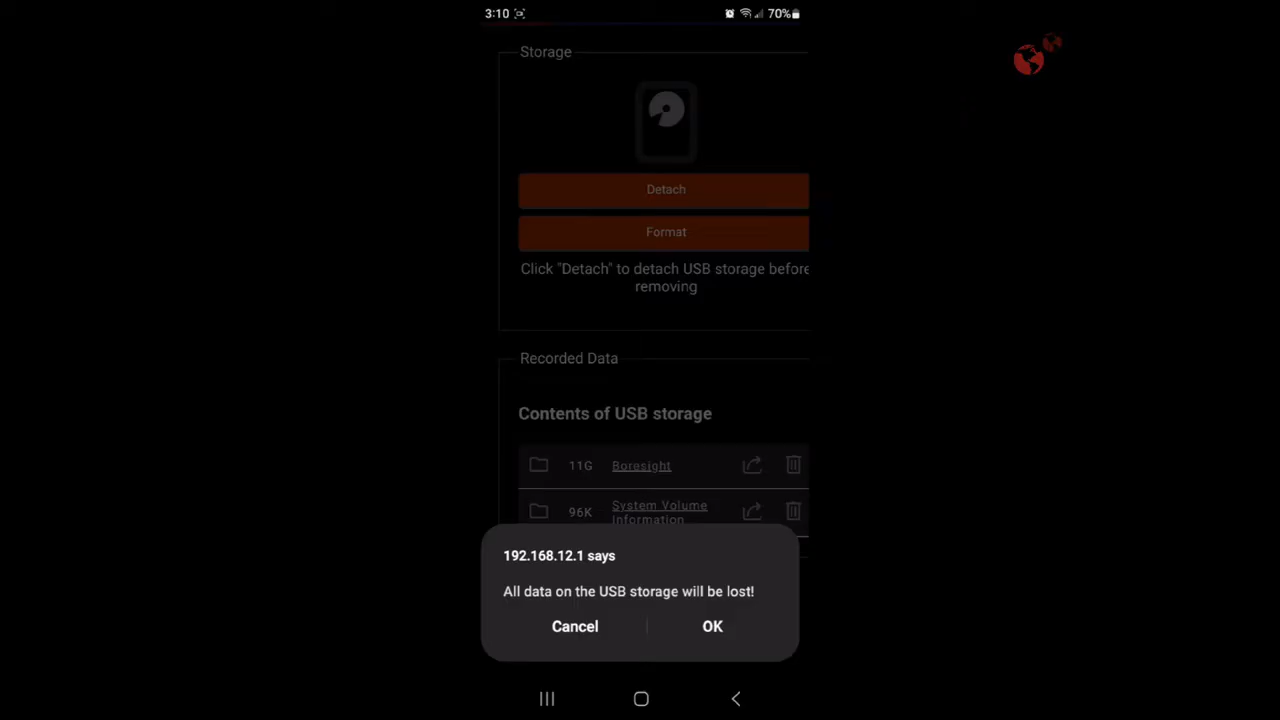 3:10
70%
Storage
Detach
Format
Click "Detach" to detach USB storage before
removing
Recorded Data
Contents of USB storage
11G Boresight
96K System Volume
Information
192.168.12.1 says
All data on the USB storage will be lost!
Cancel OK